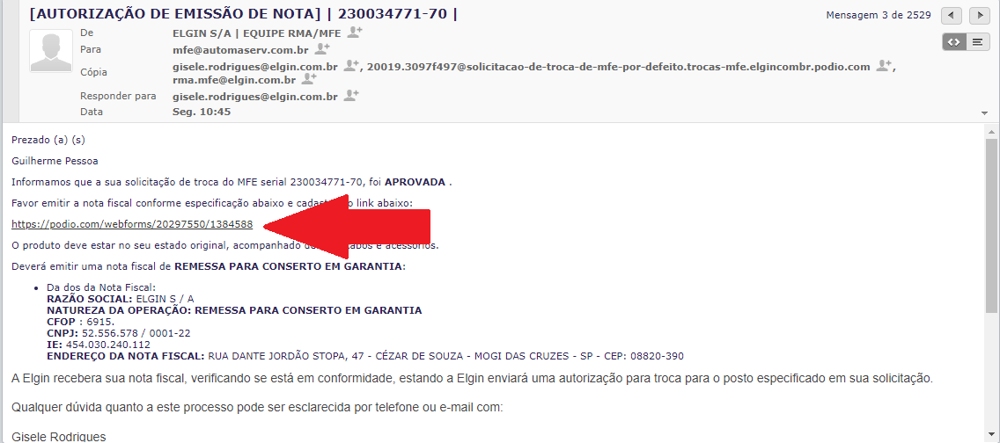 [AUTORIZAÇÃO DE EMISSÃO DE NOTA] | 230034771-70 |
Mensagem 3 de 2529
De ELGIN S/A | EQUIPE RMA/MFE
Para mfe@automaserv.com.br
Cópia gisele.rodrigues@elgin.com.br , 20019.3097f497@solicitacao-de-troca-de-mfe-por-defeito.trocas-mfe.elgincombr.podio.com ,
rma.mfe@elgin.com.br
Responder para gisele.rodrigues@elgin.com.br
Data Seg. 10:45
Prezado (a) (s)
Guilherme Pessoa
Informamos que a sua solicitação de troca do MFE serial 230034771-70, foi APROVADA .
Favor emitir a nota fiscal conforme especificação abaixo e link abaixo:
https://podio.com/webforms/20297550/1384588
O produto deve estar no seu estado original, acompanhado acessórios.
Deverá emitir uma nota fiscal de REMESSA PARA CONSERTO EM GARANTIA:
Da dos da Nota Fiscal:
RAZÃO SOCIAL: ELGIN S / A
NATUREZA DA OPERAÇÃO: REMESSA PARA CONSERTO EM GARANTIA
CFOP : 6915.
CNPJ: 52.556.578 / 0001-22
IE: 454.030.240.112
ENDEREÇO DA NOTA FISCAL: RUA DANTE JORDÃO STOPA, 47 - CÉZAR DE SOUZA - MOGI DAS CRUZES - SP - CEP: 08820-390
A Elgin recebera sua nota fiscal, verificando se está em conformidade, estando a Elgin enviará uma autorização para troca para o posto especificado em sua solicitação.
Qualquer dúvida quanto a este processo pode ser esclarecida por telefone ou e-mail com:
Gisele Rodrigues